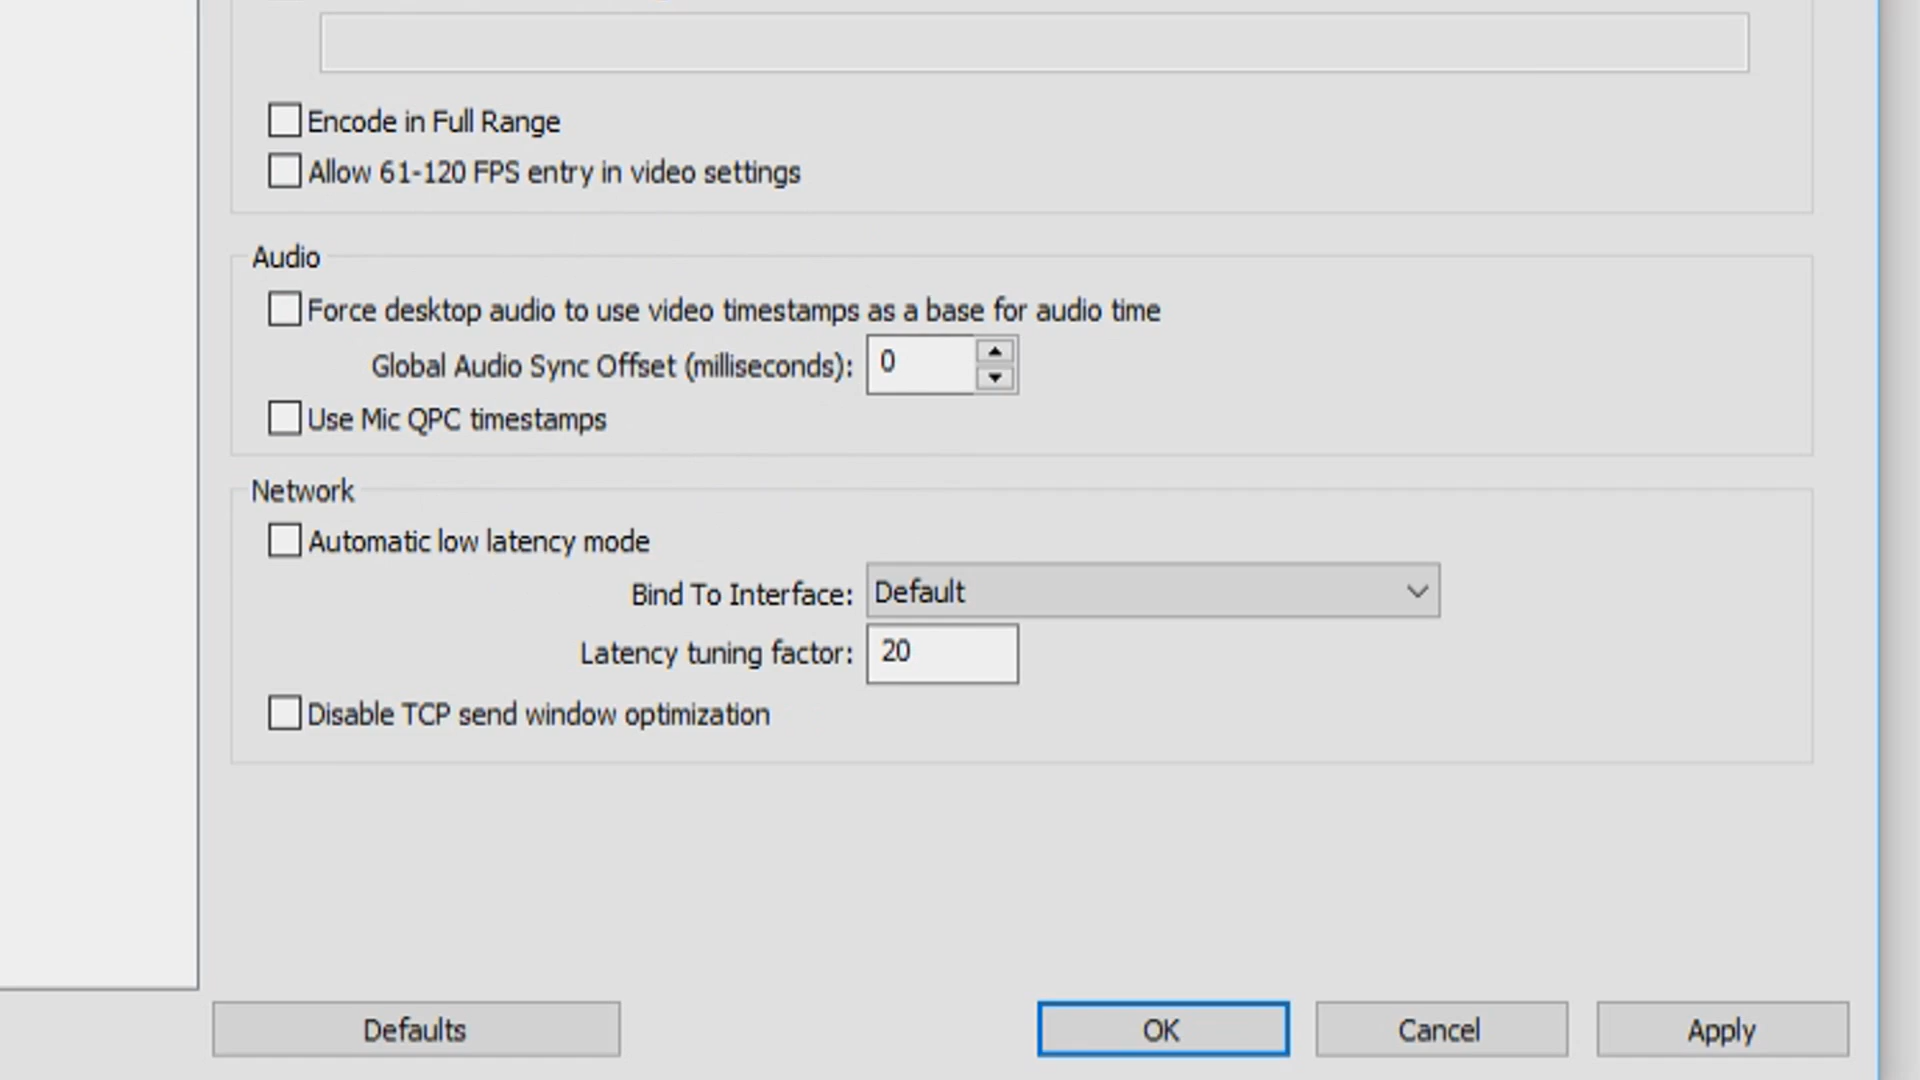 Encode in Full Range
Allow 61-120 FPS entry in video settings
Audio
Force desktop audio to use video timestamps as a base for audio time
Global Audio Sync Offset (milliseconds): 0
Use Mic QPC timestamps
Network
Automatic low latency mode
Bind To Interface: Default
Latency tuning factor: 20
Disable TCP send window optimization
Defaults OK Cancel Apply